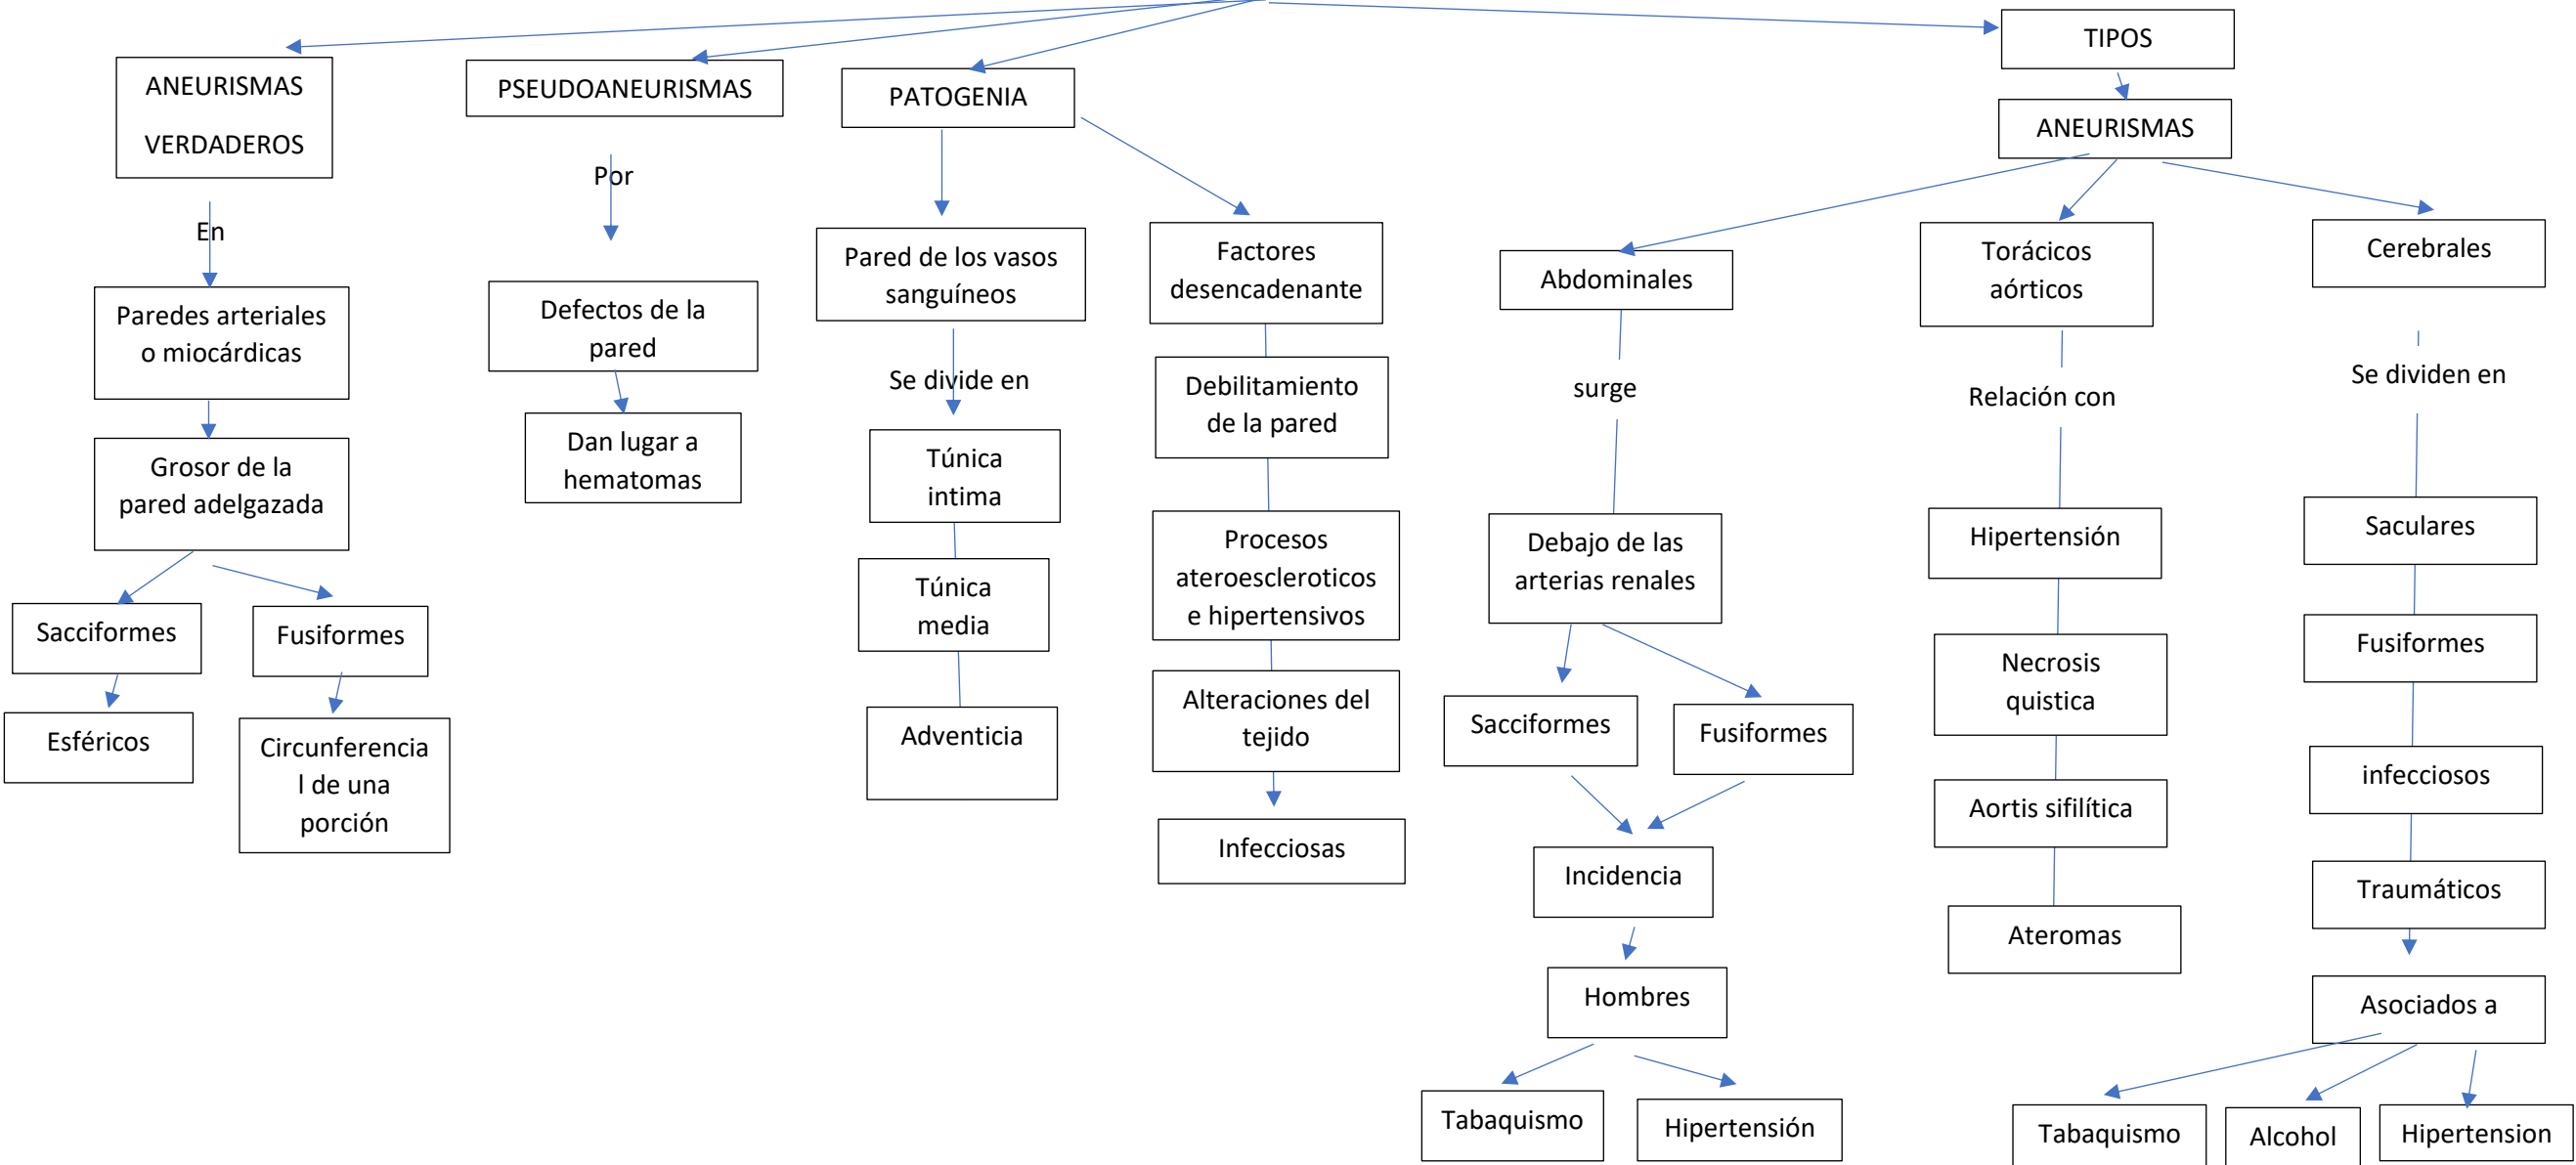 ANEURISMAS
VERDADEROS
En
Paredes arteriales
o miocárdicas
Grosor de la
pared adelgazada
Sacciformes
Esféricos
Fusiformes
Circunferencia
l de una
porción
PSEUDOANEURISMAS
Por
Defectos de la
pared
Dan lugar a
hematomas
PATOGENIA
Pared de los vasos
sanguíneos
Se divide en
Túnica
intima
Túnica
media
Adventicia
Factores
desencadenante
Debilitamiento
de la pared
Procesos
ateroescleroticos
e hipertensivos
Alteraciones del
tejido
Infecciosas
TIPOS
ANEURISMAS
Abdominales
surge
Debajo de las
arterias renales
Sacciformes
Fusiformes
Incidencia
Hombres
Tabaquismo
Hipertensión
Torácicos
aórticos
Relación con
Hipertensión
Necrosis
quistica
Aortis sifilítica
Ateromas
Cerebrales
Se dividen en
Saculares
Fusiformes
infecciosos
Traumáticos
Asociados a
Tabaquismo
Alcohol
Hipertension